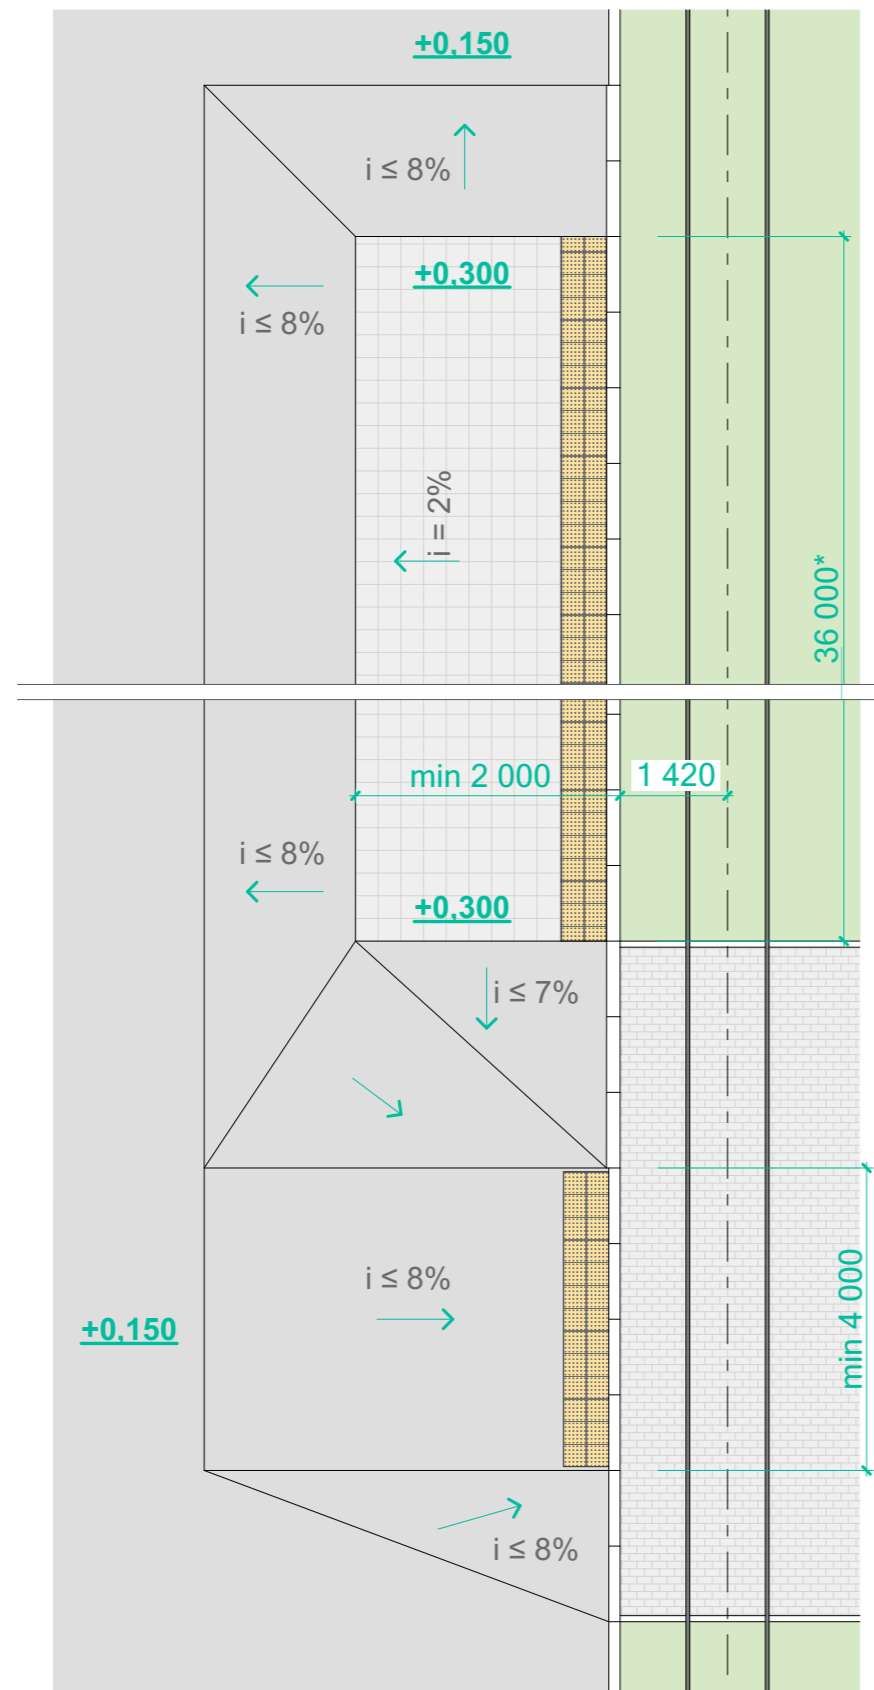 +0,150
i ≤ 8%
+0,300
i ≤ 8%
i = 2%
36 000*
min 2 000
1 420
i ≤ 8%
+0,300
i ≤ 7%
i ≤ 8%
min 4 000
+0,150
i ≤ 8%